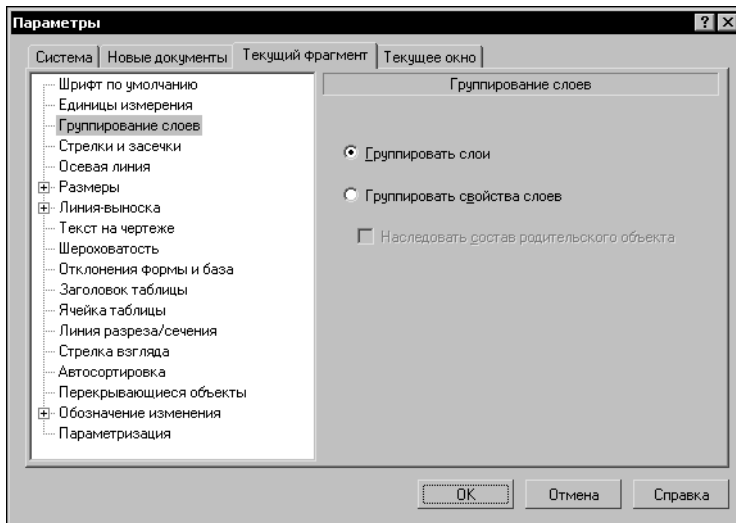 Параметры
Система Новые документы Текущий фрагмент Текущее окно
Шрифт по умолчанию
Единицы измерения
Группирование слоев
Стрелки и засечки
Осевая линия
Размеры
Линия-выноска
Текст на чертеже
Шероховатость
Отклонения формы и база
Заголовок таблицы
Ячейка таблицы
Линия разреза/сечения
Стрелка взгляда
Автосортировка
Перекрывающиеся объекты
Обозначение изменения
Параметризация
Группирование слоев
Группировать слои
Группировать свойства слоев
Наследовать состав родительского объекта
OK Отмена Справка